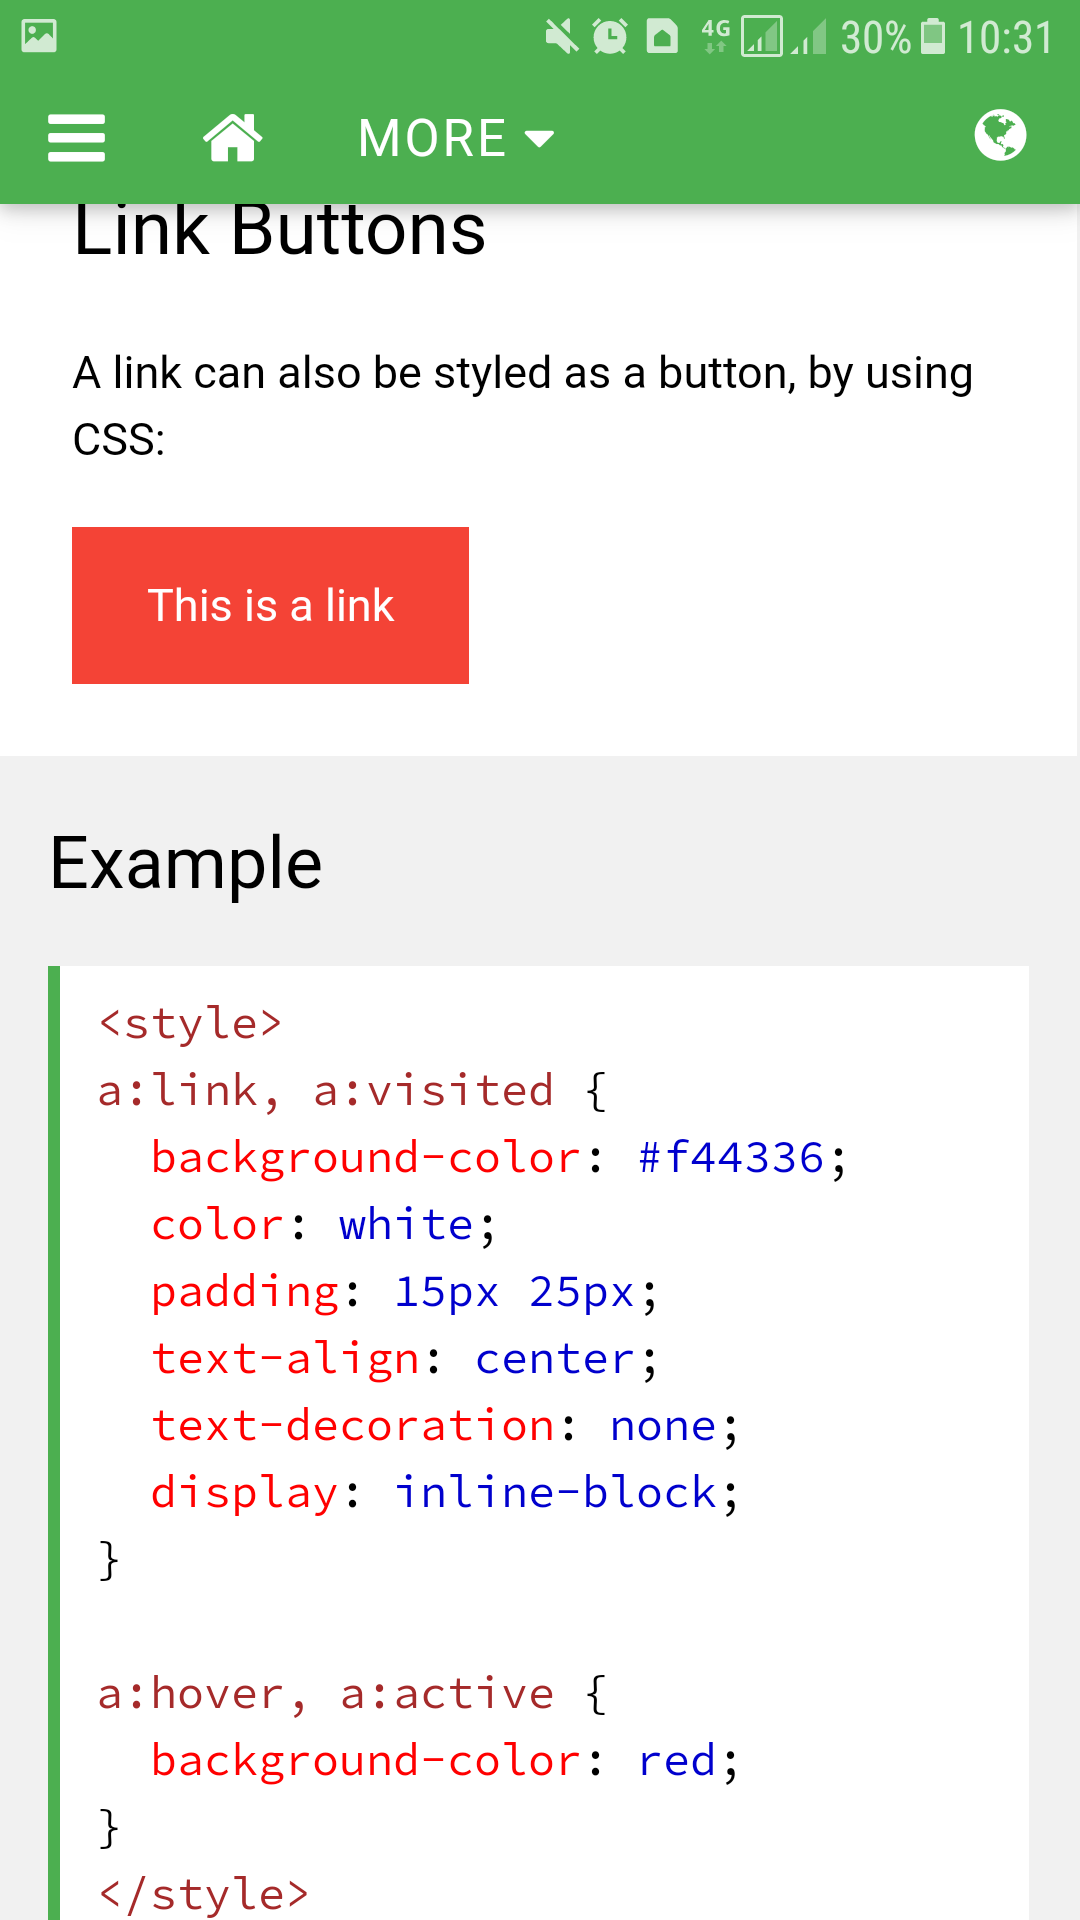 4G 30% 10:31
MORE
Link Buttons
A link can also be styled as a button, by using
CSS:
This is a link
Example
<style>
a:link, a:visited {
  background-color: #f44336;
  color: white;
  padding: 15px 25px;
  text-align: center;
  text-decoration: none;
  display: inline-block;
}

a:hover, a:active {
  background-color: red;
}
</style>